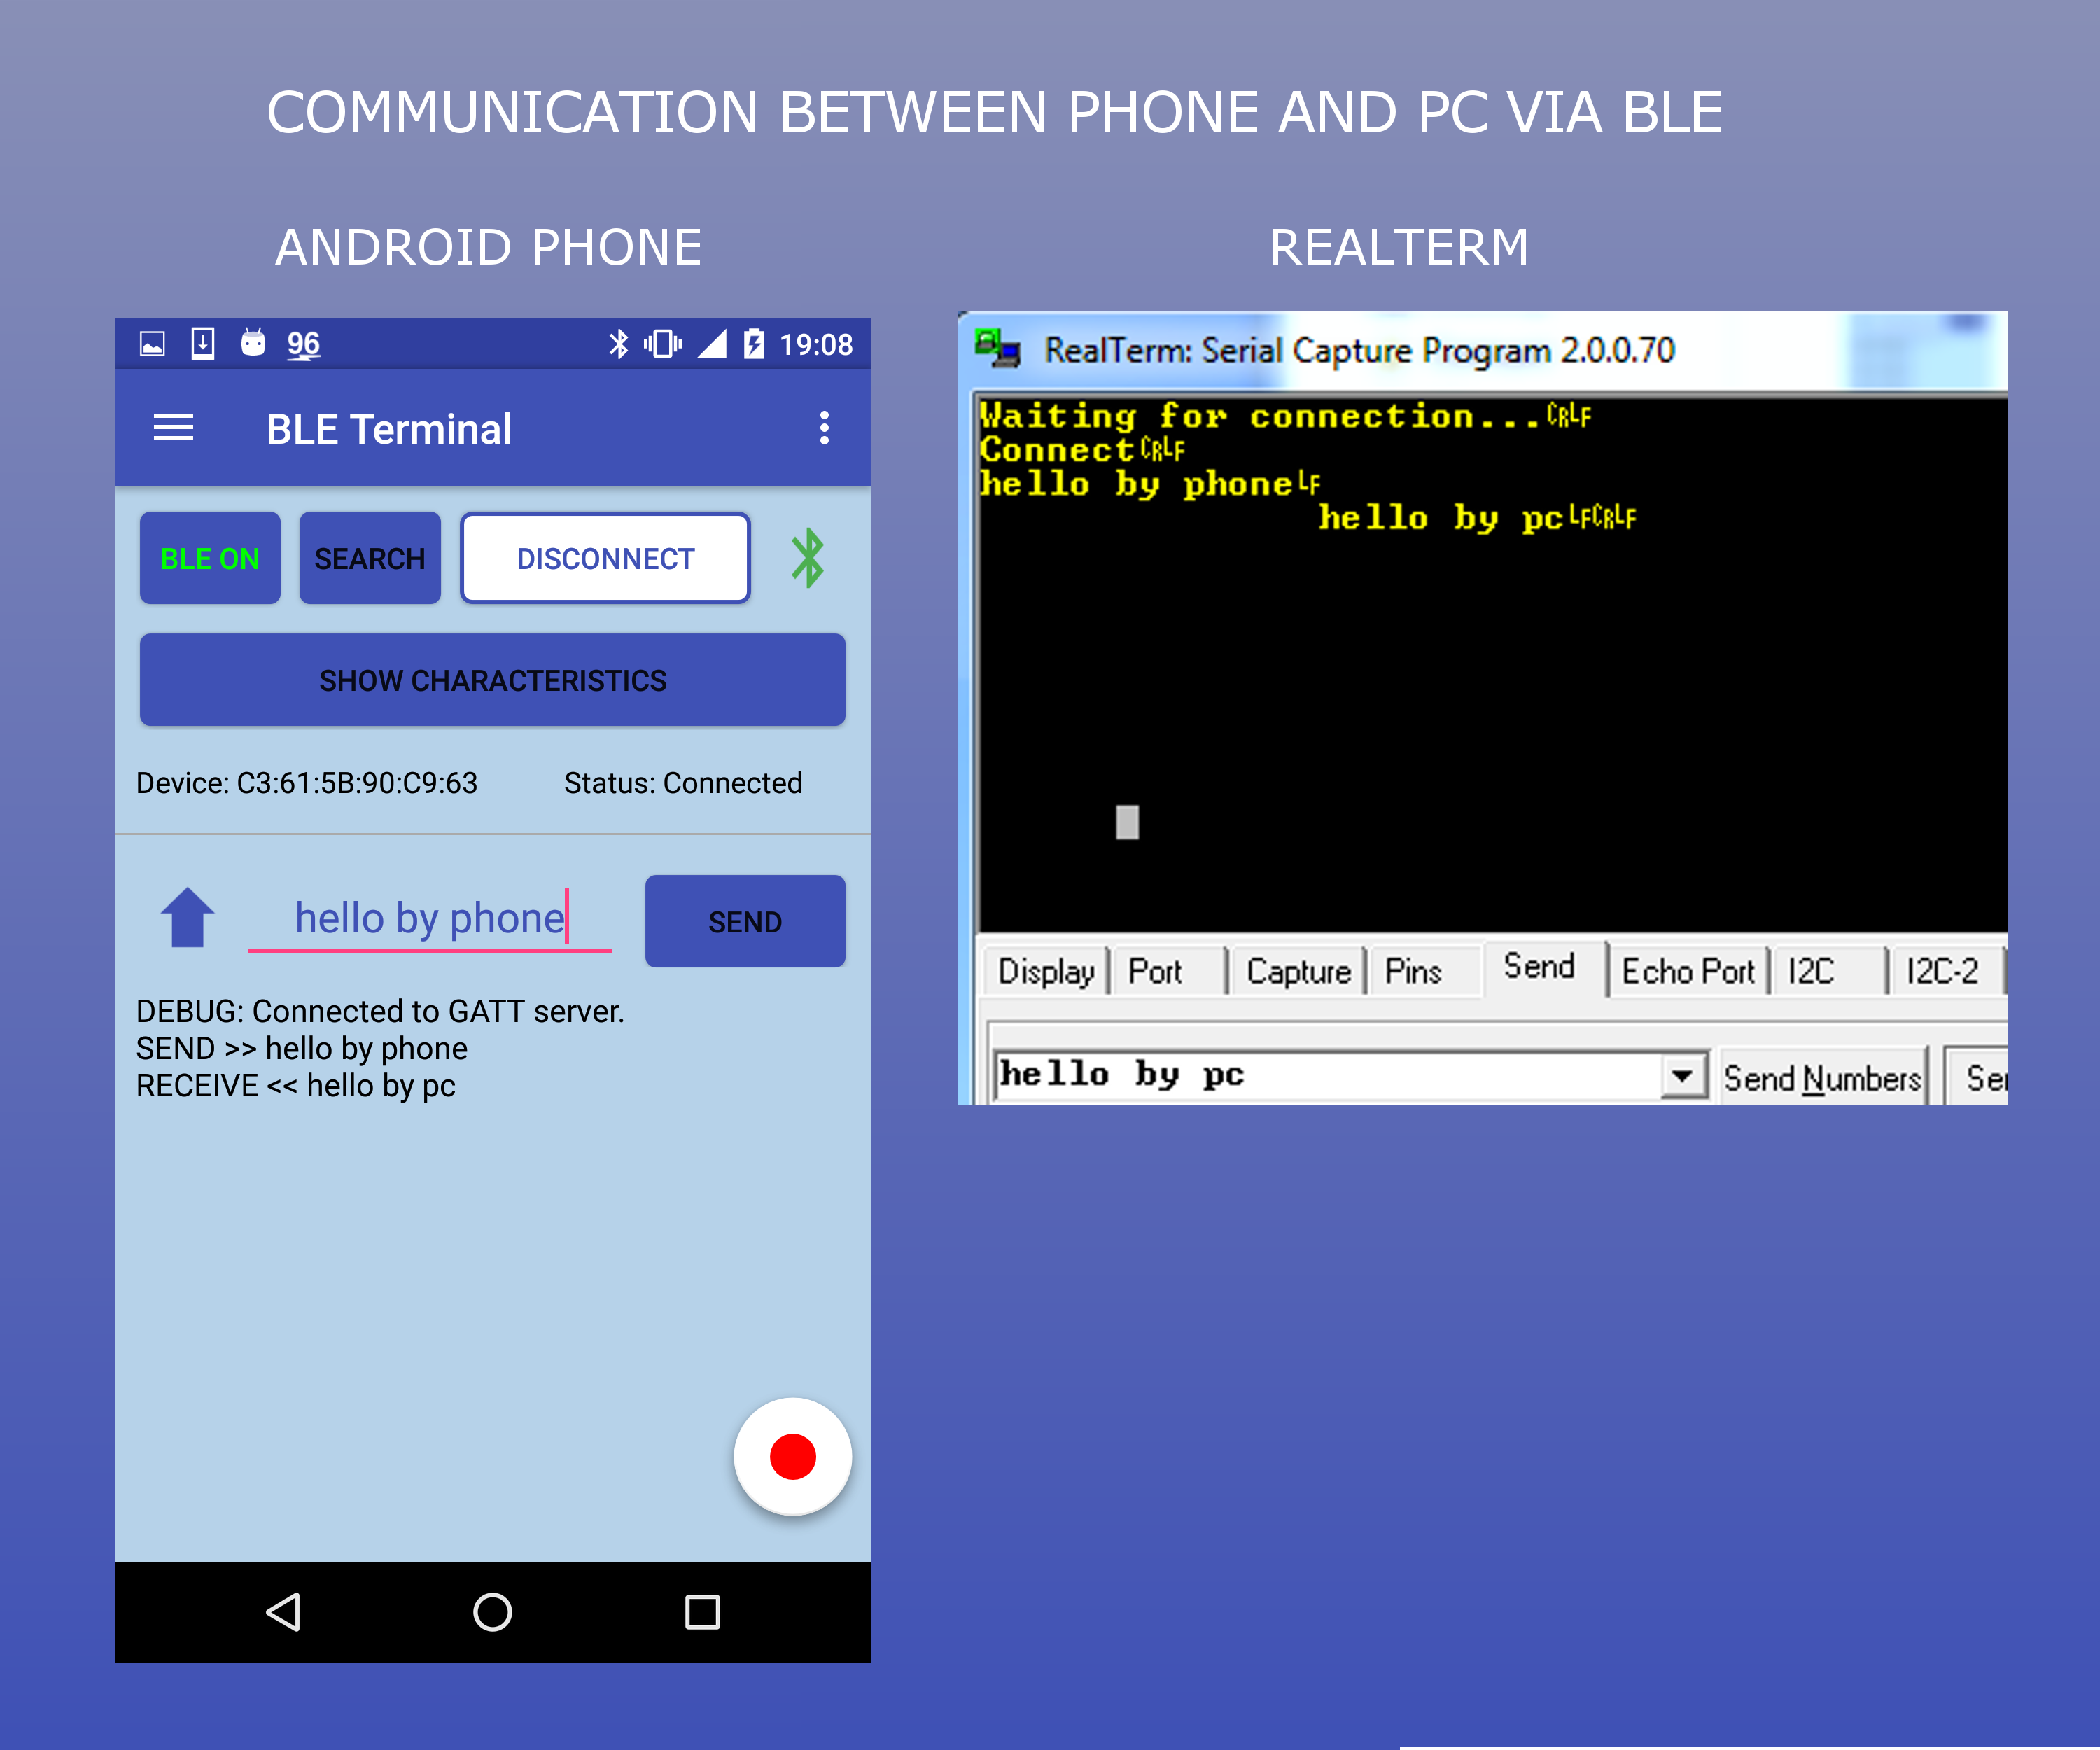 COMMUNICATION BETWEEN PHONE AND PC VIA BLE
ANDROID PHONE
REALTERM
96
19:08
BLE Terminal
BLE ON
SEARCH
DISCONNECT
SHOW CHARACTERISTICS
Device: C3:61:5B:90:C9:63
Status: Connected
hello by phone
SEND
DEBUG: Connected to GATT server.
SEND >> hello by phone
RECEIVE << hello by pc
RealTerm: Serial Capture Program 2.0.0.70
Waiting for connection...CRLF
ConnectCRLF
hello by phoneLF
hello by pcLFCRLF
Display Port Capture Pins Send Echo Port I2C I2C-2
hello by pc
Send Numbers